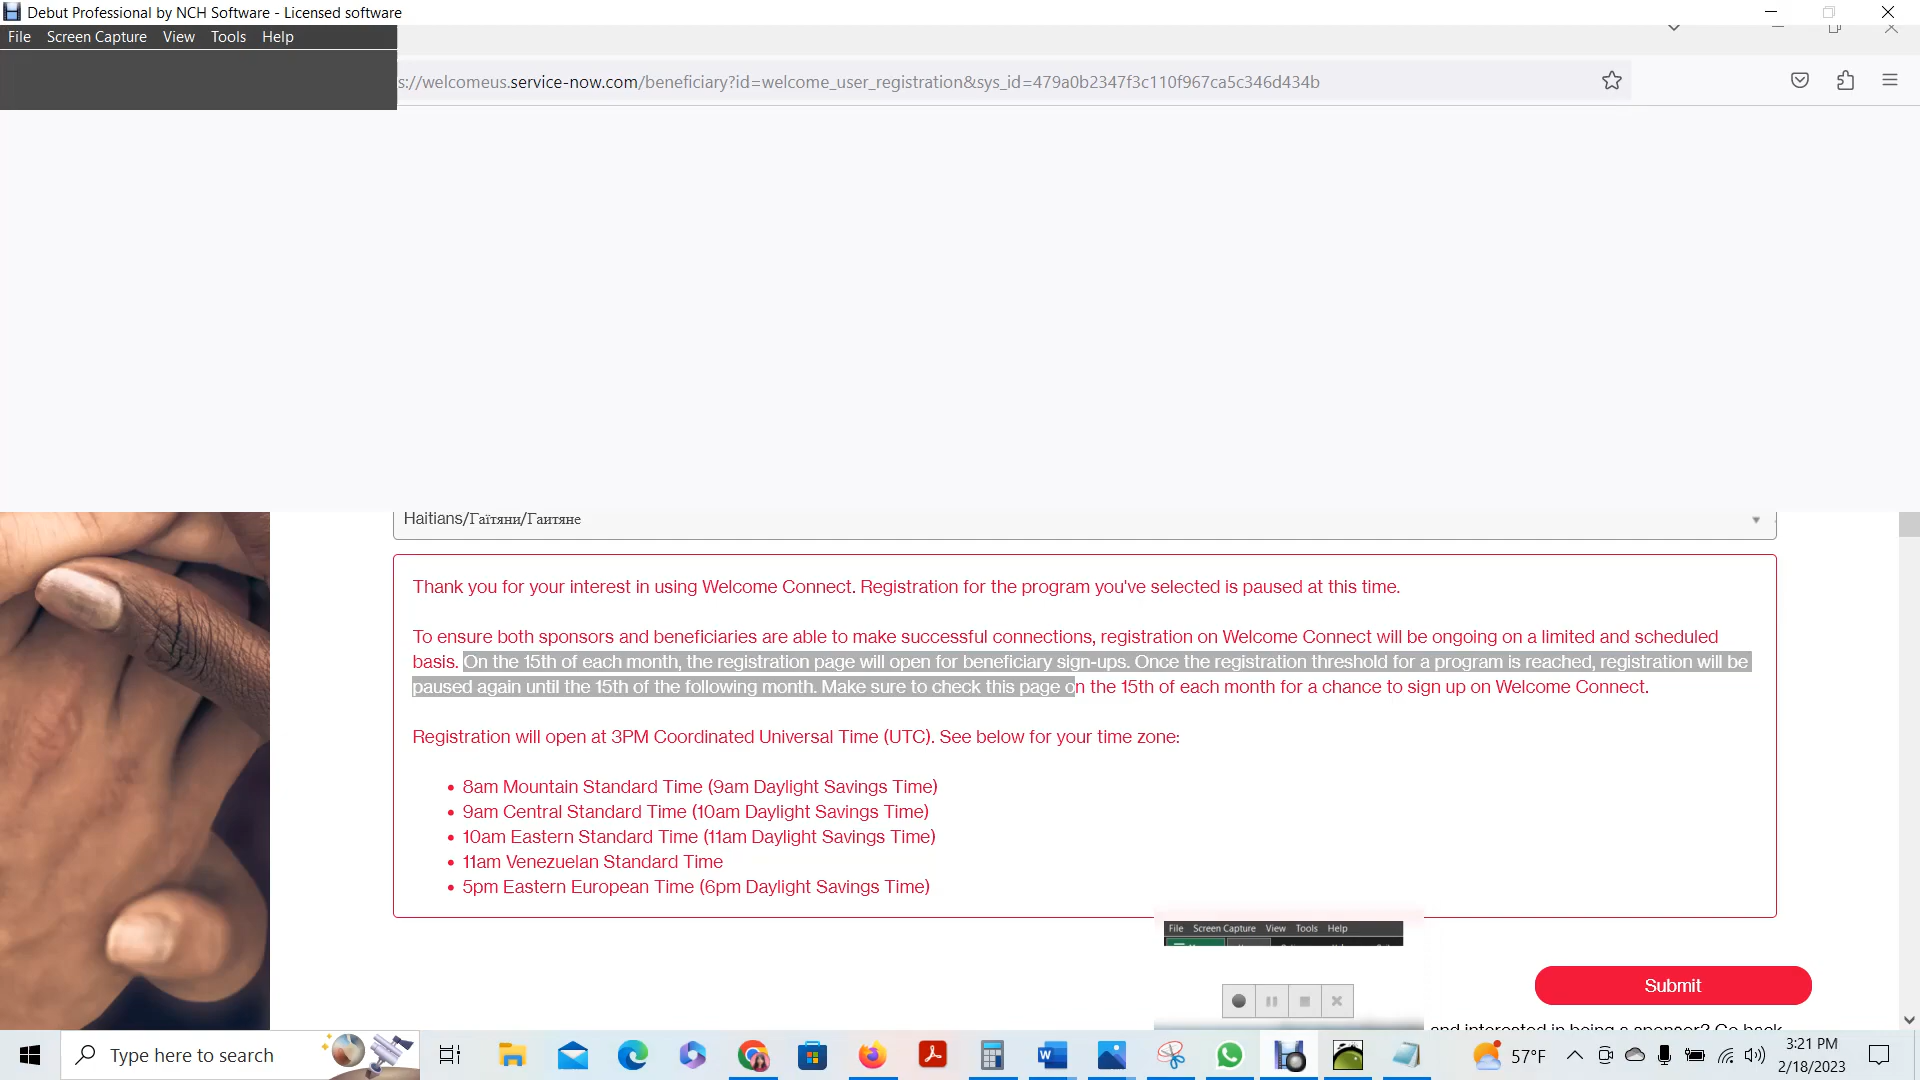 Debut Professional by NCH Software - Licensed software
File Screen Capture View Tools Help
s://welcomeus.service-now.com/beneficiary?id=welcome_user_registration&sys_id=479a0b2347f3c110f967ca5c346d434b
Haitians/Гаїтяни/Гаитяне
Thank you for your interest in using Welcome Connect. Registration for the program you've selected is paused at this time.
To ensure both sponsors and beneficiaries are able to make successful connections, registration on Welcome Connect will be ongoing on a limited and scheduled
basis. On the 15th of each month, the registration page will open for beneficiary sign-ups. Once the registration threshold for a program is reached, registration will be
paused again until the 15th of the following month. Make sure to check this page on the 15th of each month for a chance to sign up on Welcome Connect.
Registration will open at 3PM Coordinated Universal Time (UTC). See below for your time zone:
• 8am Mountain Standard Time (9am Daylight Savings Time)
• 9am Central Standard Time (10am Daylight Savings Time)
• 10am Eastern Standard Time (11am Daylight Savings Time)
• 11am Venezuelan Standard Time
• 5pm Eastern European Time (6pm Daylight Savings Time)
File Screen Capture View Tools Help
Submit
and interested in being a sponsor? Go back
Type here to search
57°F
3:21 PM
2/18/2023